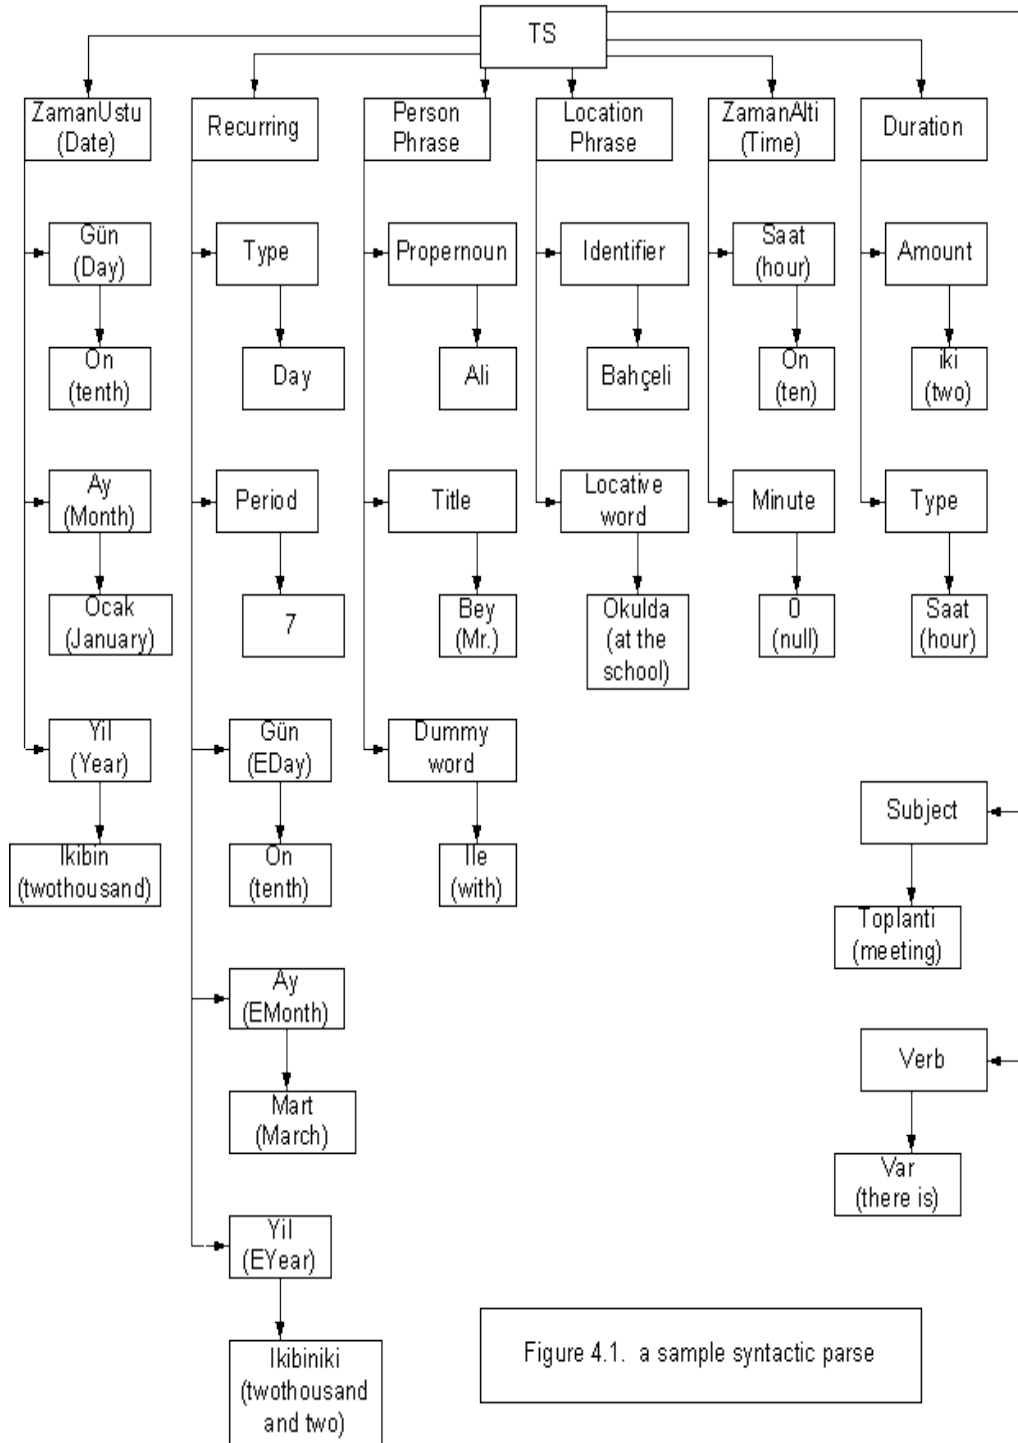 TS
ZamanUstu
(Date)
Recurring
Person
Phrase
Location
Phrase
ZamanAlti
(Time)
Duration
Gün
(Day)
Type
Propernoun
Identifier
Saat
(hour)
Amount
On
(tenth)
Day
Ali
Bahçeli
On
(ten)
iki
(two)
Ay
(Month)
Period
Title
Locative
word
Minute
Type
Ocak
(January)
7
Bey
(Mr.)
Okulda
(at the
school)
0
(null)
Saat
(hour)
Yil
(Year)
Gün
(EDay)
Dummy
word
Subject
Ikibin
(twothousand)
On
(tenth)
Ile
(with)
Toplanti
(meeting)
Ay
(EMonth)
Verb
Mart
(March)
Var
(there is)
Yil
(EYear)
Ikibiniki
(twothousand
and two)
Figure 4.1. a sample syntactic parse